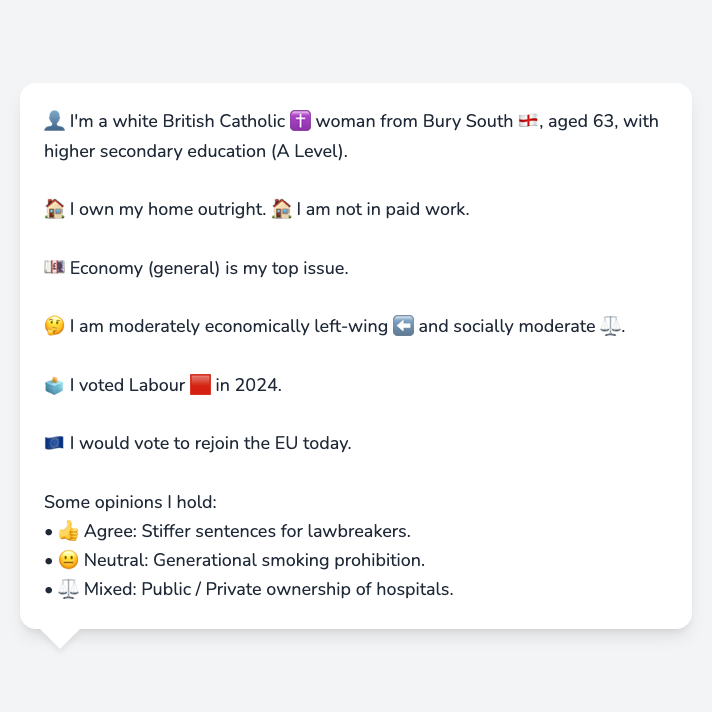 👤 I'm a white British Catholic ✝️ woman from Bury South 🏴󠁧󠁢󠁥󠁮󠁧󠁿, aged 63, with
higher secondary education (A Level).
🏠 I own my home outright. 🏠 I am not in paid work.
💷 Economy (general) is my top issue.
🤔 I am moderately economically left-wing ⬅️ and socially moderate ⚖️.
🗳️ I voted Labour 🟥 in 2024.
🇪🇺 I would vote to rejoin the EU today.
Some opinions I hold:
• 👍 Agree: Stiffer sentences for lawbreakers.
• 😐 Neutral: Generational smoking prohibition.
• ⚖️ Mixed: Public / Private ownership of hospitals.